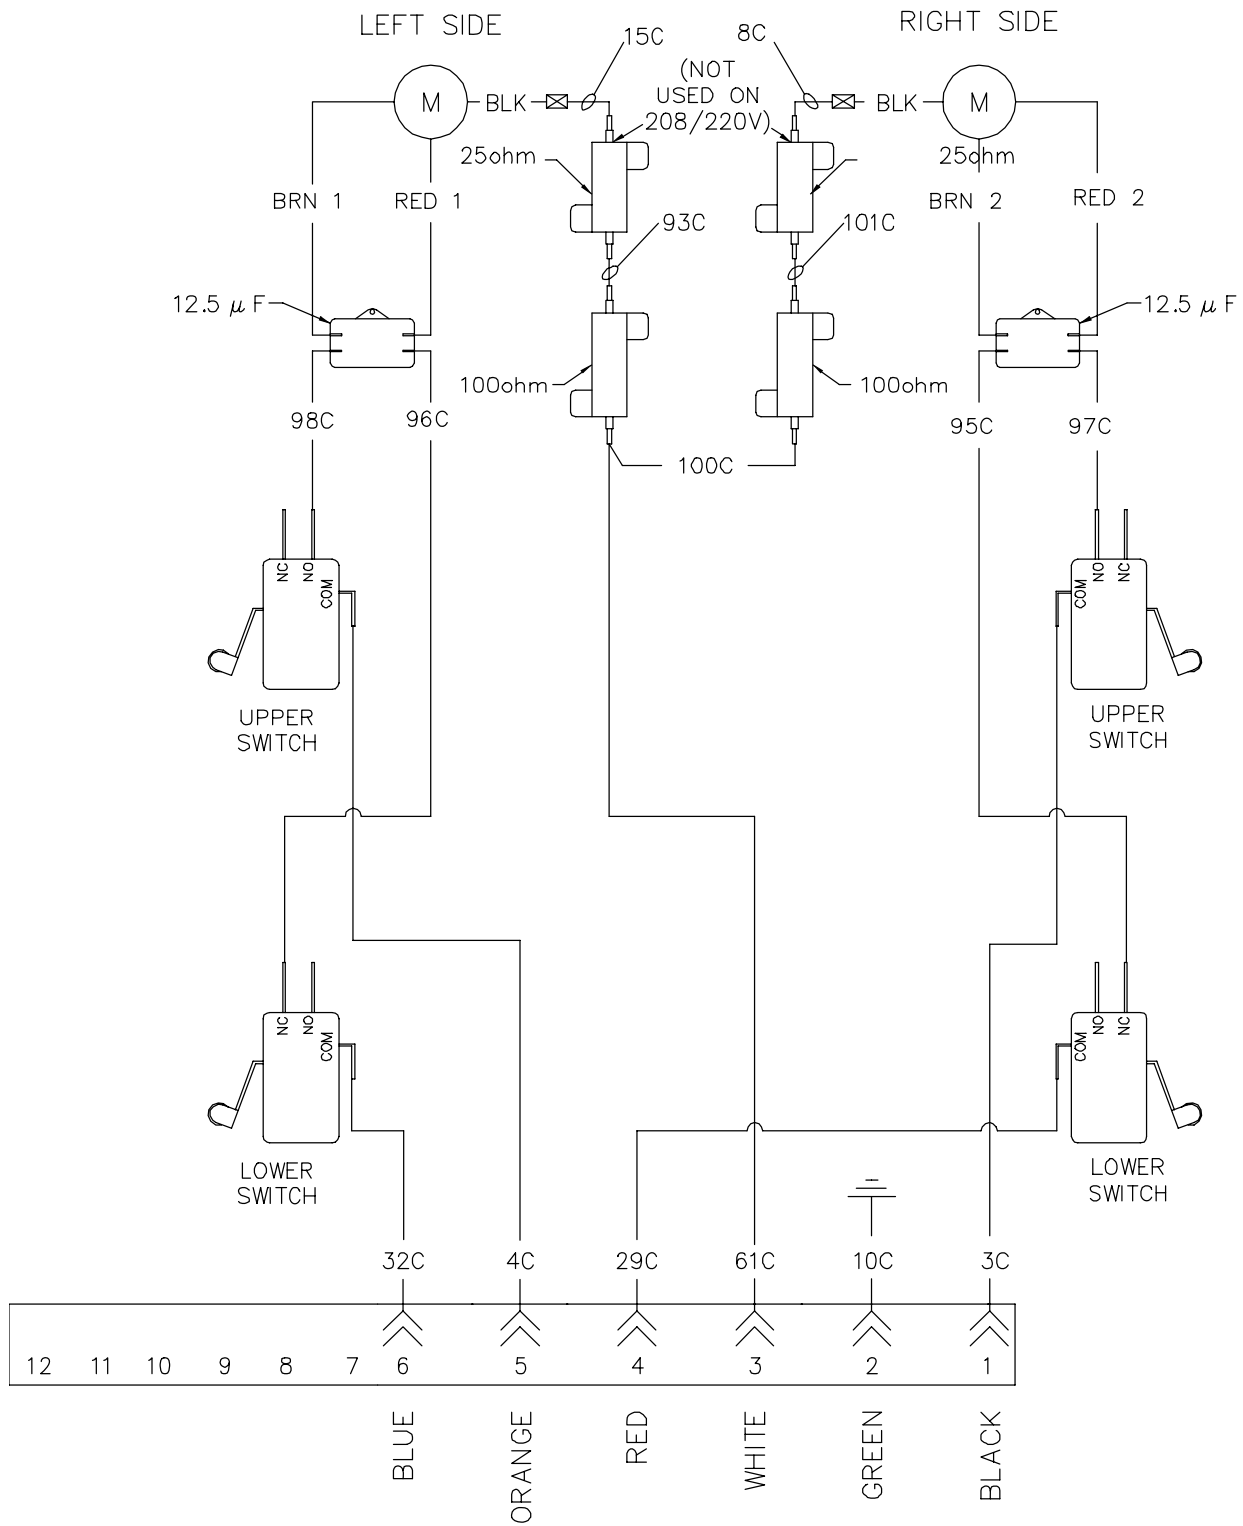 LEFT SIDE
RIGHT SIDE
15C
8C
(NOT
USED ON
208/220V)
M
BLK
BLK
M
25ohm
25ohm
BRN 1
RED 1
BRN 2
RED 2
93C
101C
12.5 μ F
12.5 μ F
100ohm
100ohm
98C
96C
95C
97C
100C
NC
NO
COM
COM
NO
NC
UPPER
SWITCH
UPPER
SWITCH
NC
NO
COM
COM
NO
NC
LOWER
SWITCH
LOWER
SWITCH
32C
4C
29C
61C
10C
3C
12 11 10 9 8 7 6 5 4 3 2 1
BLUE
ORANGE
RED
WHITE
GREEN
BLACK